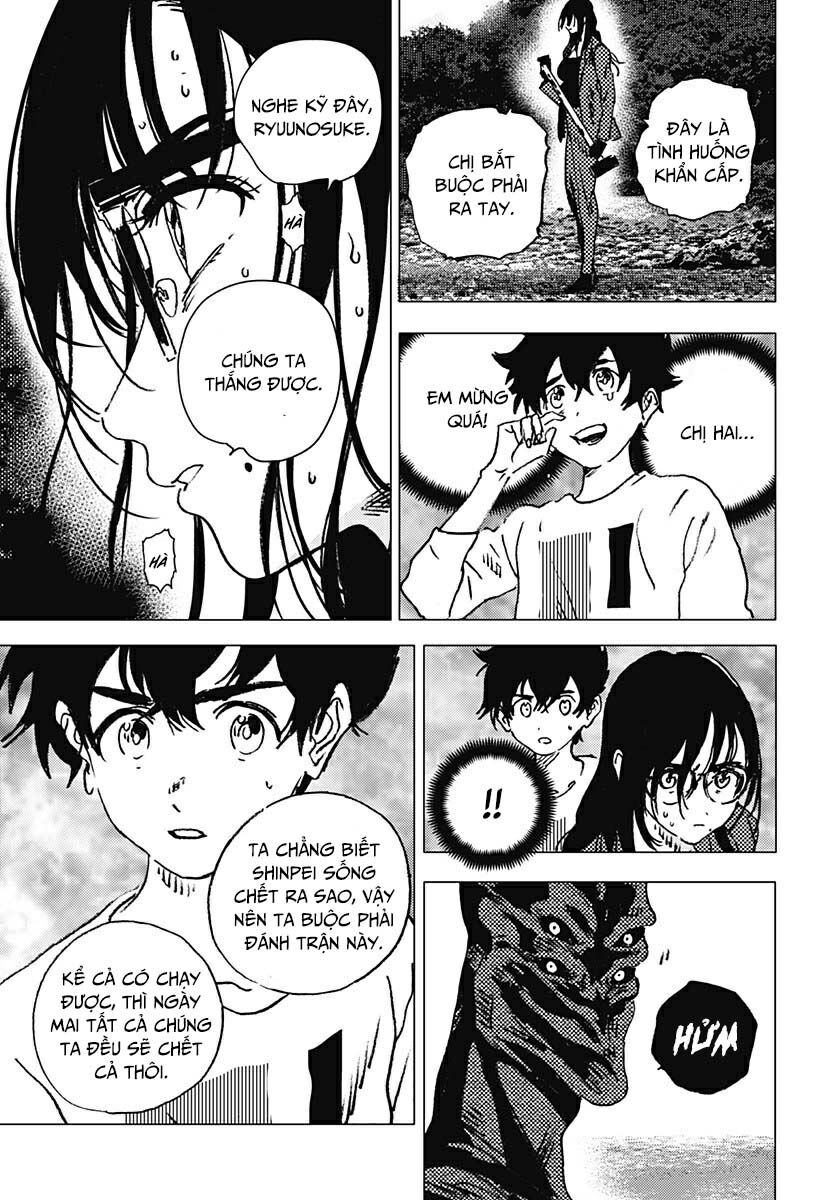 ĐÂY LÀ
TÌNH HUỐNG
KHẨN CẤP.
CHỊ BẮT
BUỘC PHẢI
RA TAY.
NGHE KỸ ĐÂY,
RYUUNOSUKE.
HÀ
CHÚNG TA
THẮNG ĐƯỢC.
HÀ
CHỊ HAI...
EM MỪNG
QUÁ!
!!
TA CHẲNG BIẾT
SHINPEI SỐNG
CHẾT RA SAO, VẬY
NÊN TA BUỘC PHẢI
ĐÁNH TRẬN NÀY.
KỂ CẢ CÓ CHẠY
ĐƯỢC, THÌ NGÀY
MAI TẤT CẢ CHÚNG
TA ĐỀU SẼ CHẾT
CẢ THÔI.
HỬM